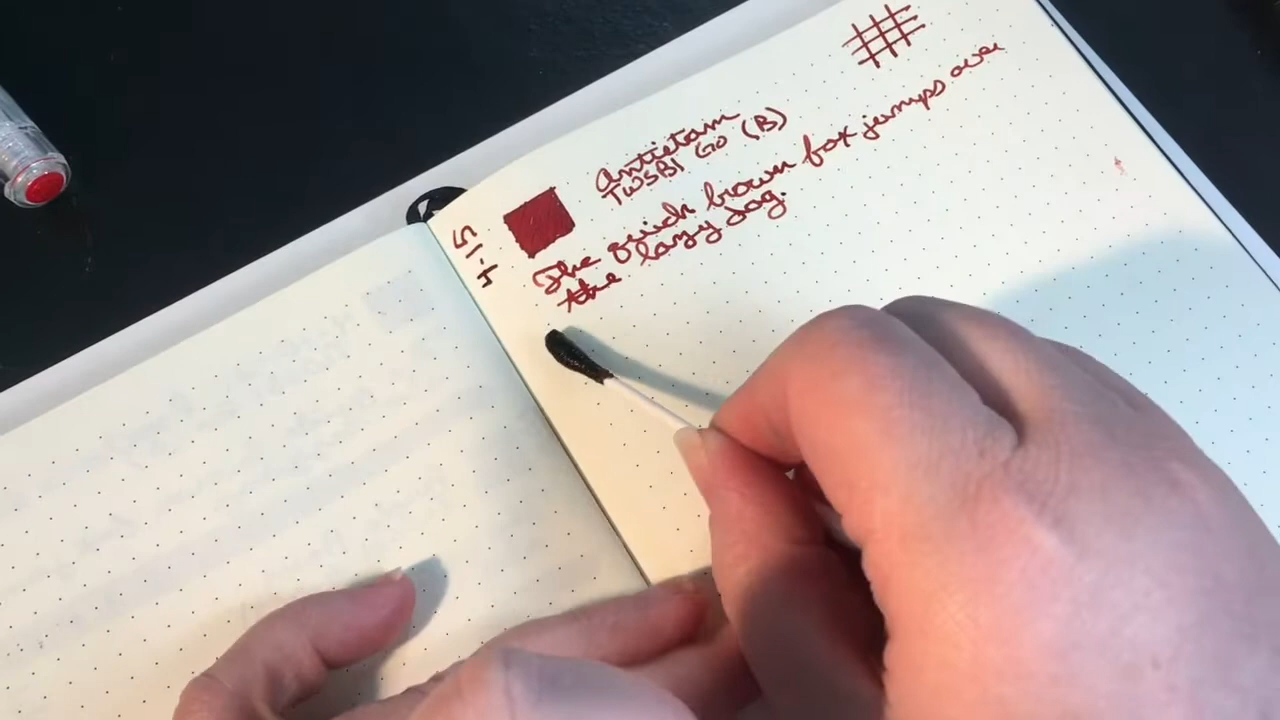 Antietam
TWSBI GO (B)
The quick brown fox jumps over
the lazy dog.
4-15